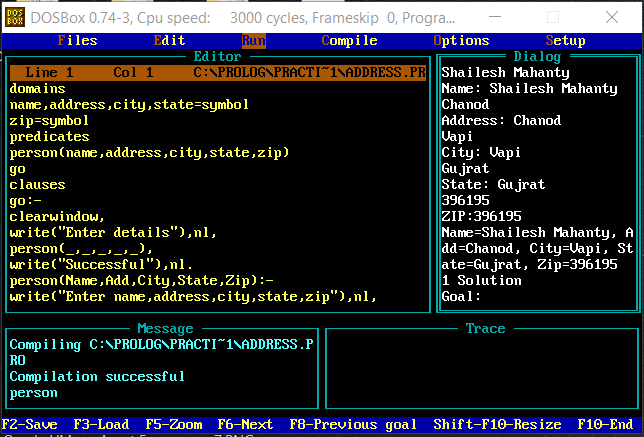 DOSBox 0.74-3, Cpu speed: 3000 cycles, Frameskip 0, Progra...
Files Edit Run Compile Options Setup
Editor
Line 1 Col 1 C:\PROLOG\PRACTI~1\ADDRESS.PR
domains
name,address,city,state=symbol
zip=symbol
predicates
person(name,address,city,state,zip)
go
clauses
go:-
clearwindow,
write("Enter details"),nl,
person(_,_,_,_,_),
write("Successful"),nl.
person(Name,Add,City,State,Zip):-
write("Enter name,address,city,state,zip"),nl,
Dialog
Shailesh Mahanty
Name: Shailesh Mahanty
Chanod
Address: Chanod
Vapi
City: Vapi
Gujrat
State: Gujrat
396195
ZIP:396195
Name=Shailesh Mahanty, A
dd=Chanod, City=Vapi, St
ate=Gujrat, Zip=396195
1 Solution
Goal:
Message
Compiling C:\PROLOG\PRACTI~1\ADDRESS.P
RO
Compilation successful
person
Trace
F2-Save F3-Load F5-Zoom F6-Next F8-Previous goal Shift-F10-Resize F10-End